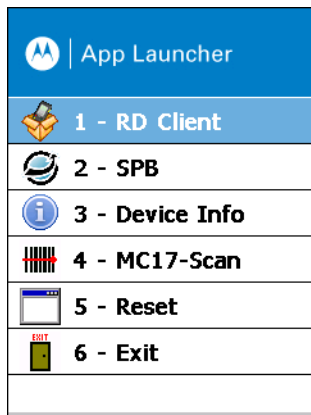 App Launcher
1 - RD Client
2 - SPB
3 - Device Info
4 - MC17-Scan
5 - Reset
EXIT
6 - Exit